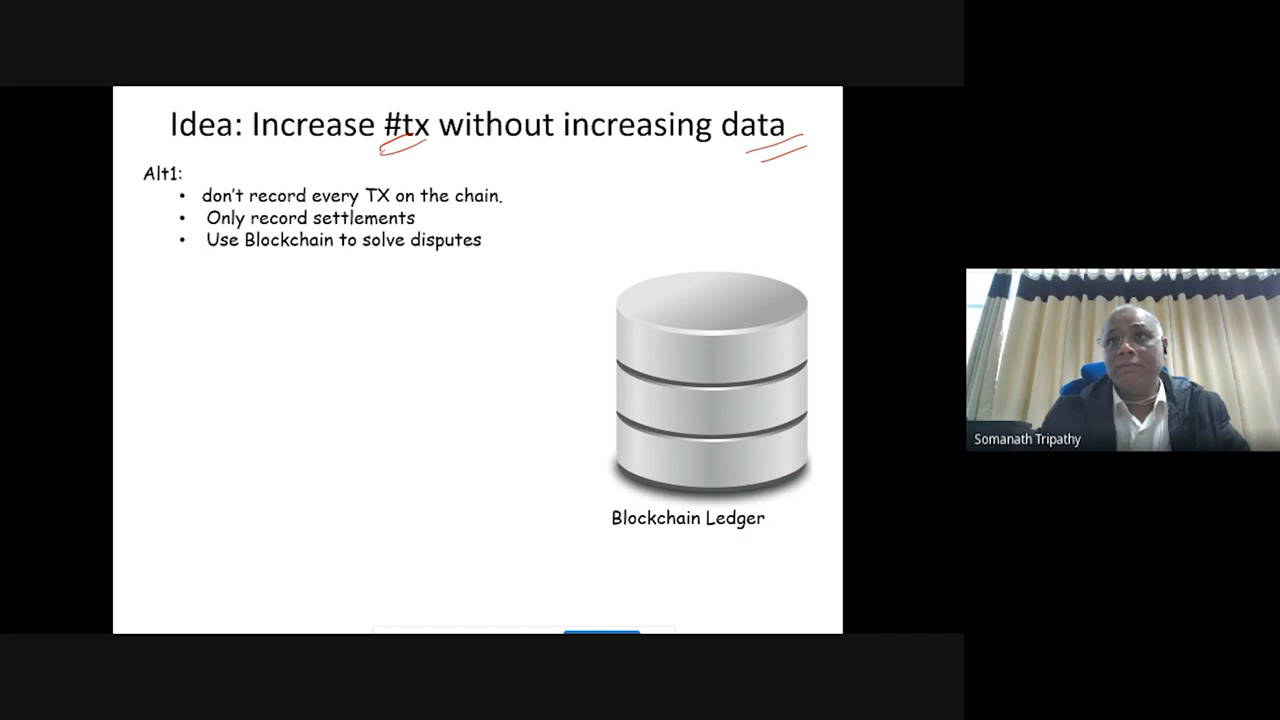 Idea: Increase #tx without increasing data
Alt1:
• don't record every TX on the chain.
• Only record settlements
• Use Blockchain to solve disputes
Blockchain Ledger
Somanath Tripathy